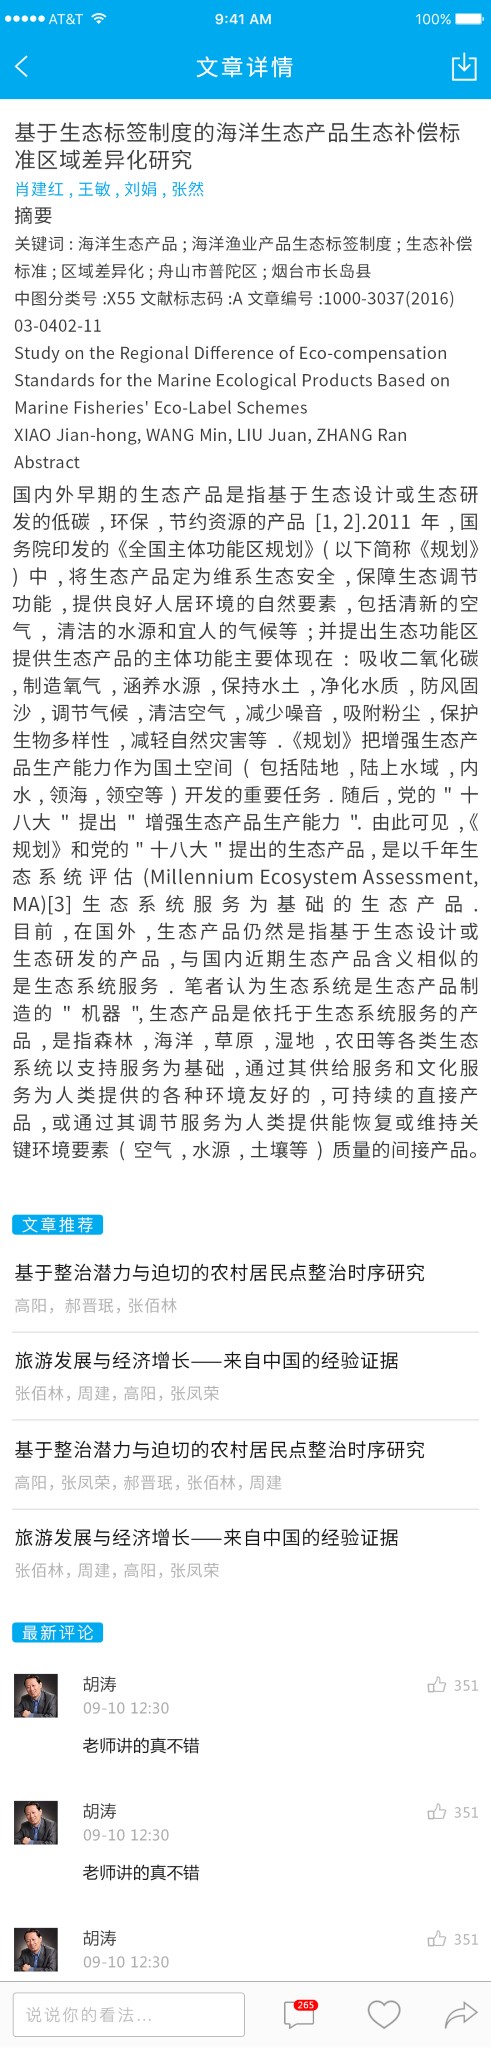 AT&T 9:41 AM 100%
文章详情
基于生态标签制度的海洋生态产品生态补偿标
准区域差异化研究
肖建红 , 王敏 , 刘娟 , 张然
摘要
关键词 : 海洋生态产品 ; 海洋渔业产品生态标签制度 ; 生态补偿
标准 ; 区域差异化 ; 舟山市普陀区 ; 烟台市长岛县
中图分类号 :X55 文献标志码 :A 文章编号 :1000-3037(2016)
03-0402-11
Study on the Regional Difference of Eco-compensation
Standards for the Marine Ecological Products Based on
Marine Fisheries' Eco-Label Schemes
XIAO Jian-hong, WANG Min, LIU Juan, ZHANG Ran
Abstract
国内外早期的生态产品是指基于生态设计或生态研
发的低碳 , 环保 , 节约资源的产品 [1, 2].2011 年 , 国
务院印发的《全国主体功能区规划》( 以下简称《规划》
) 中 , 将生态产品定为维系生态安全 , 保障生态调节
功能 , 提供良好人居环境的自然要素 , 包括清新的空
气 , 清洁的水源和宜人的气候等 ; 并提出生态功能区
提供生态产品的主体功能主要体现在 : 吸收二氧化碳
, 制造氧气 , 涵养水源 , 保持水土 , 净化水质 , 防风固
沙 , 调节气候 , 清洁空气 , 减少噪音 , 吸附粉尘 , 保护
生物多样性 , 减轻自然灾害等 .《规划》把增强生态产
品生产能力作为国土空间 ( 包括陆地 , 陆上水域 , 内
水 , 领海 , 领空等 ) 开发的重要任务 . 随后 , 党的 " 十
八大 " 提出 " 增强生态产品生产能力 ". 由此可见 ,《
规划》和党的 " 十八大 " 提出的生态产品 , 是以千年生
态系统评估 (Millennium Ecosystem Assessment,
MA)[3] 生态系统服务为基础的生态产品.
目前 , 在国外 , 生态产品仍然是指基于生态设计或
生态研发的产品 , 与国内近期生态产品含义相似的
是生态系统服务 . 笔者认为生态系统是生态产品制
造的 " 机器 ", 生态产品是依托于生态系统服务的产
品 , 是指森林 , 海洋 , 草原 , 湿地 , 农田等各类生态
系统以支持服务为基础 , 通过其供给服务和文化服
务为人类提供的各种环境友好的 , 可持续的直接产
品 , 或通过其调节服务为人类提供能恢复或维持关
键环境要素 ( 空气 , 水源 , 土壤等 ) 质量的间接产品。
文章推荐
基于整治潜力与迫切的农村居民点整治时序研究
高阳，郝晋珉, 张佰林
旅游发展与经济增长——来自中国的经验证据
张佰林, 周建, 高阳, 张凤荣
基于整治潜力与迫切的农村居民点整治时序研究
高阳, 张凤荣, 郝晋珉, 张佰林, 周建
旅游发展与经济增长——来自中国的经验证据
张佰林, 周建, 高阳, 张凤荣
最新评论
胡涛 351
09-10 12:30
老师讲的真不错
胡涛 351
09-10 12:30
老师讲的真不错
胡涛 351
09-10 12:30
说说你的看法... 265